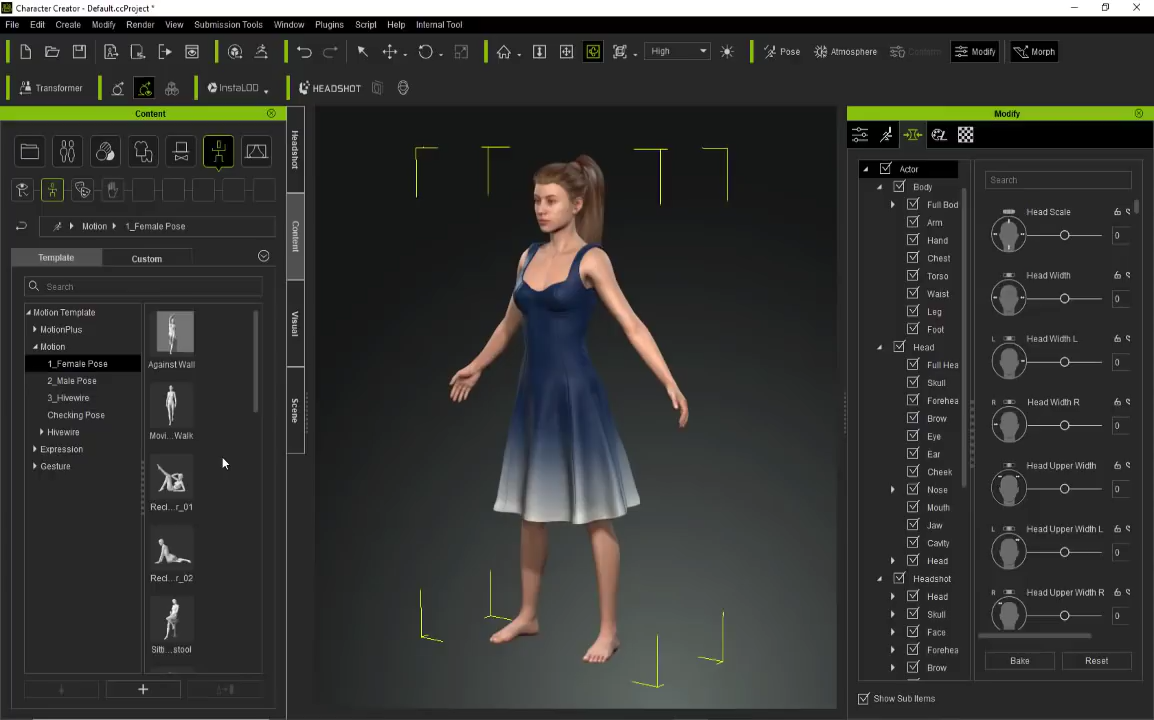 Character Creator - Default.ccProject *
File Edit Create Modify Render View Submission Tools Window Plugins Script Help Internal Tool
High Pose Atmosphere Modify Morph
Transformer InstaLOD HEADSHOT
Content
Motion 1_Female Pose
Template Custom
Search
Motion Template
MotionPlus
Motion
1_Female Pose
2_Male Pose
3_Hivewire
Checking Pose
Hivewire
Expression
Gesture
Against Wall
Movi...Walk
Recl...r_01
Recl...r_02
Sitti...stool
Headshot
Content
Visual
Scene
Modify
Actor
Body
Full Bod
Arm
Hand
Chest
Torso
Waist
Leg
Foot
Head
Full Hea
Skull
Forehea
Brow
Eye
Ear
Cheek
Nose
Mouth
Jaw
Cavity
Head
Headshot
Head
Skull
Face
Forehea
Brow
Search
Head Scale
0
Head Width
0
Head Width L
L
0
Head Width R
R
0
Head Upper Width
0
Head Upper Width L
L
0
Head Upper Width R
R
0
Bake Reset
Show Sub Items